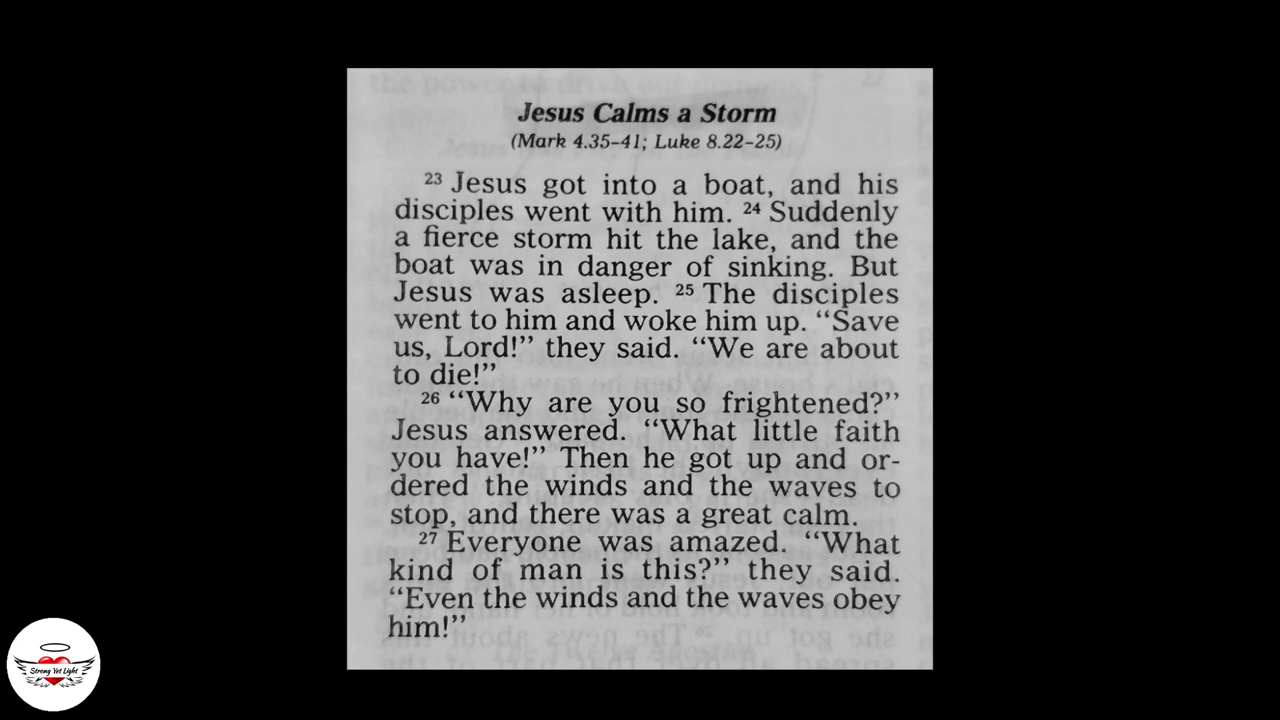 Jesus Calms a Storm
(Mark 4.35–41; Luke 8.22–25)
23 Jesus got into a boat, and his
disciples went with him. 24 Suddenly
a fierce storm hit the lake, and the
boat was in danger of sinking. But
Jesus was asleep. 25 The disciples
went to him and woke him up. “Save
us, Lord!” they said. “We are about
to die!”
26 “Why are you so frightened?”
Jesus answered. “What little faith
you have!” Then he got up and or-
dered the winds and the waves to
stop, and there was a great calm.
27 Everyone was amazed. “What
kind of man is this?” they said.
“Even the winds and the waves obey
him!”
Strong Yet Light